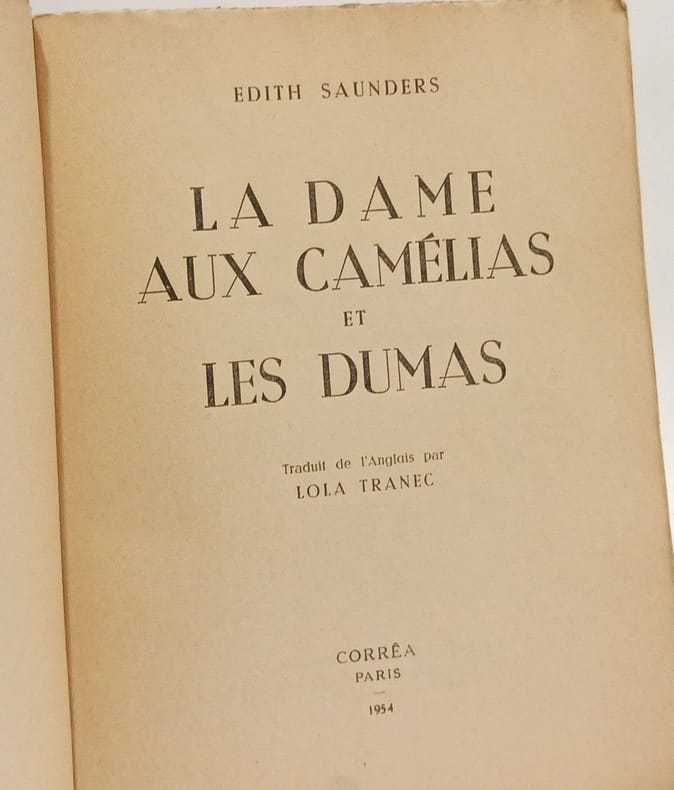 EDITH SAUNDERS
LA DAME
AUX CAMÉLIAS
ET
LES DUMAS
Traduit de l'Anglais par
LOLA TRANEC
CORRÊA
PARIS
1954